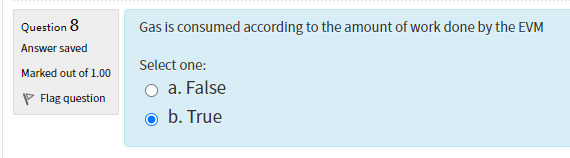 Question 8
Answer saved
Marked out of 1.00
Flag question
Gas is consumed according to the amount of work done by the EVM
Select one:
a. False
b. True